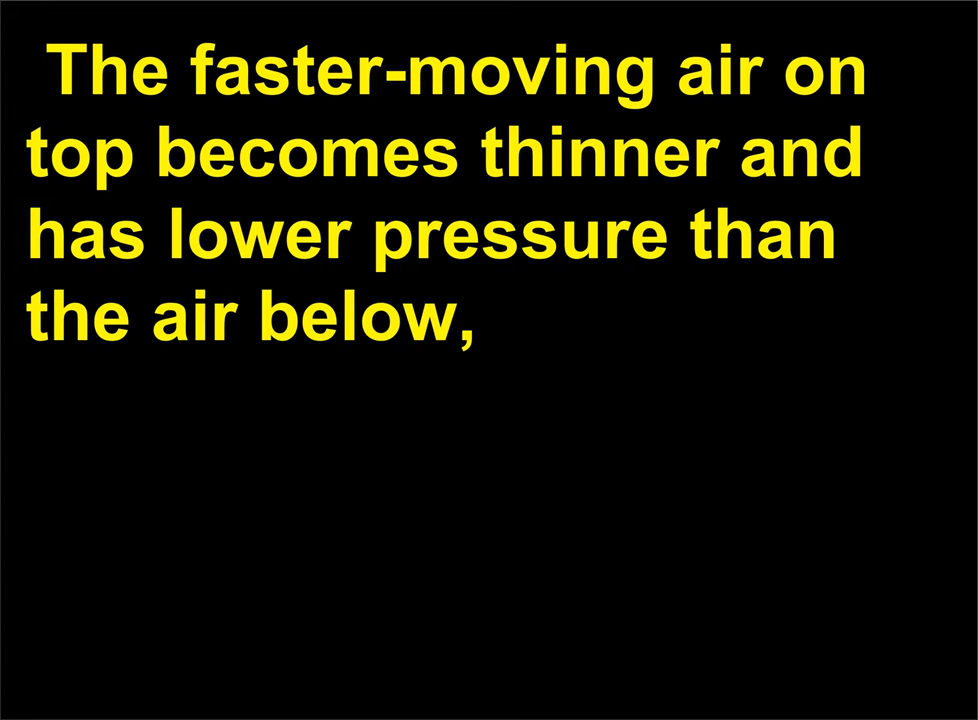 The faster-moving air on
top becomes thinner and
has lower pressure than
the air below,